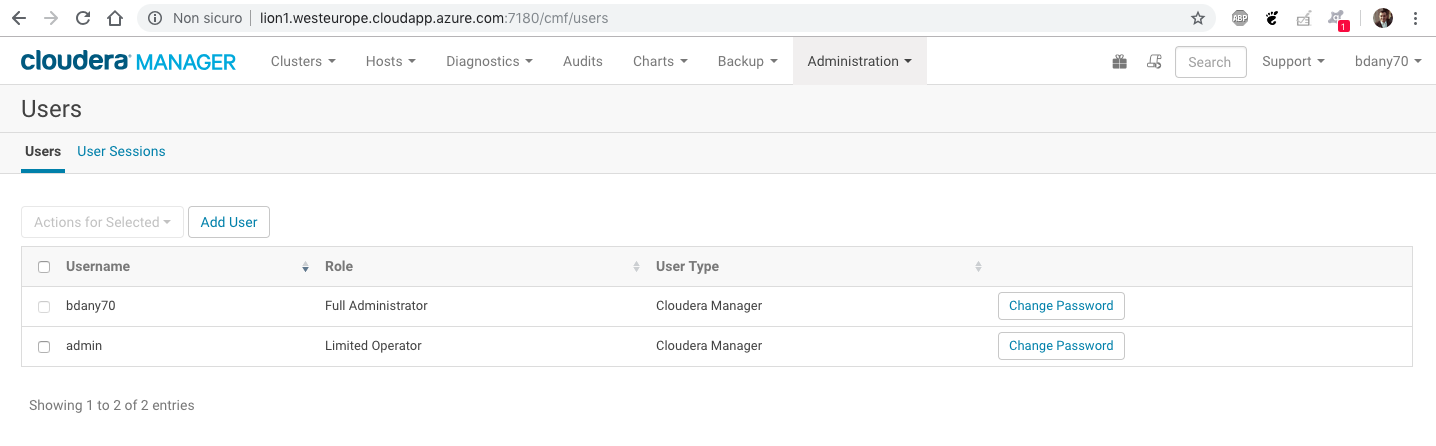 Non sicuro lion1.westeurope.cloudapp.azure.com:7180/cmf/users ABP 1
cloudera MANAGER Clusters Hosts Diagnostics Audits Charts Backup Administration Search Support bdany70
Users
Users User Sessions
Actions for Selected Add User
Username Role User Type
bdany70 Full Administrator Cloudera Manager Change Password
admin Limited Operator Cloudera Manager Change Password
Showing 1 to 2 of 2 entries